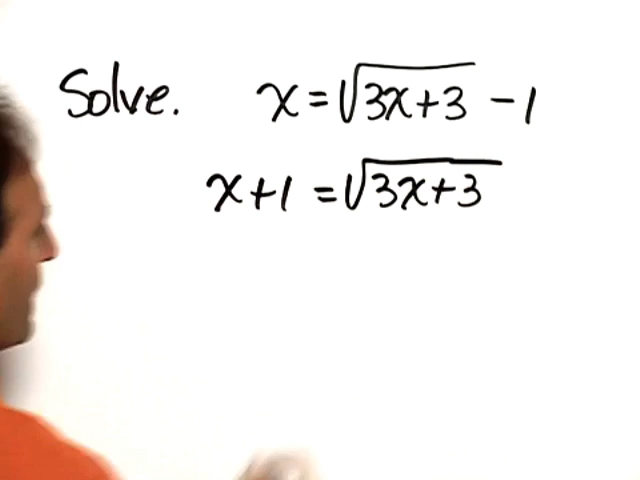 Solve. x = √(3x+3) - 1
x+1 = √(3x+3)